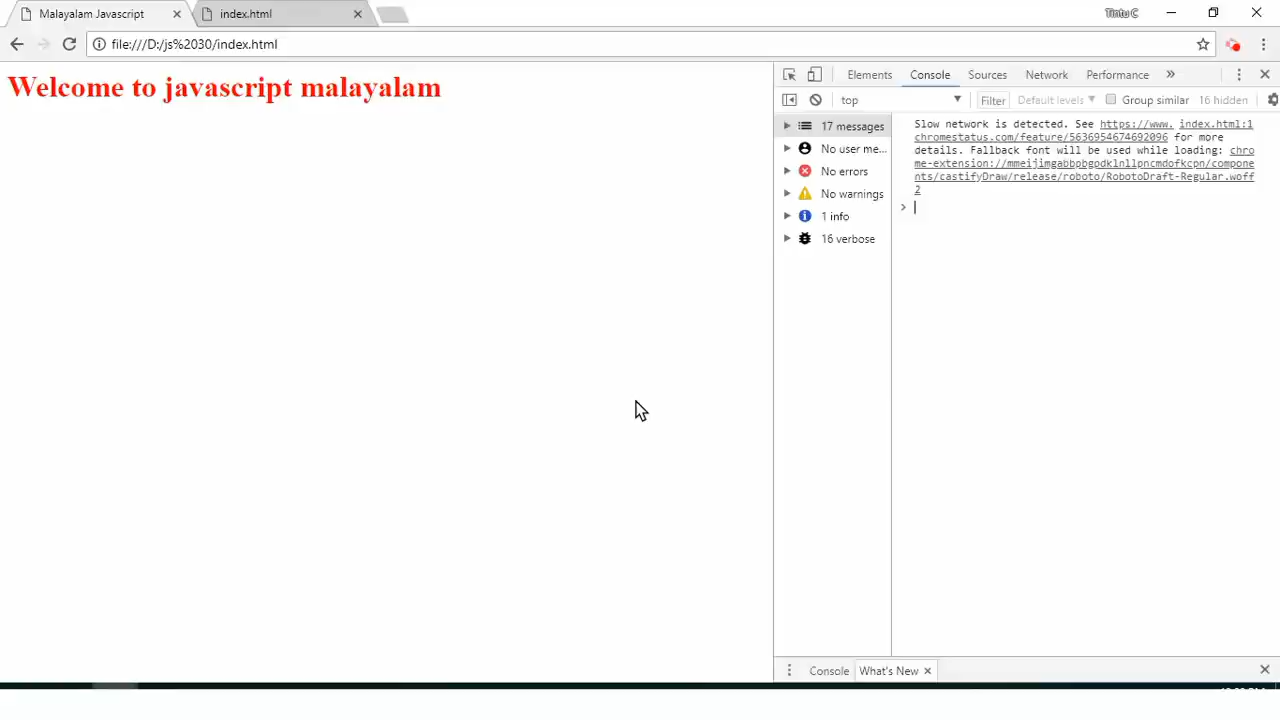 Malayalam Javascript
index.html
Tintu C
file:///D:/js%2030/index.html
Welcome to javascript malayalam
Elements Console Sources Network Performance »
top Filter Default levels Group similar 16 hidden
17 messages
No user me...
No errors
No warnings
1 info
16 verbose
Slow network is detected. See https://www. index.html:1
chromestatus.com/feature/5636954674692096 for more
details. Fallback font will be used while loading: chro
me-extension://mmeijimgabbpbgpdklnllpncmdofkcpn/compone
nts/castifyDraw/release/roboto/RobotoDraft-Regular.woff
2
>
Console What's New